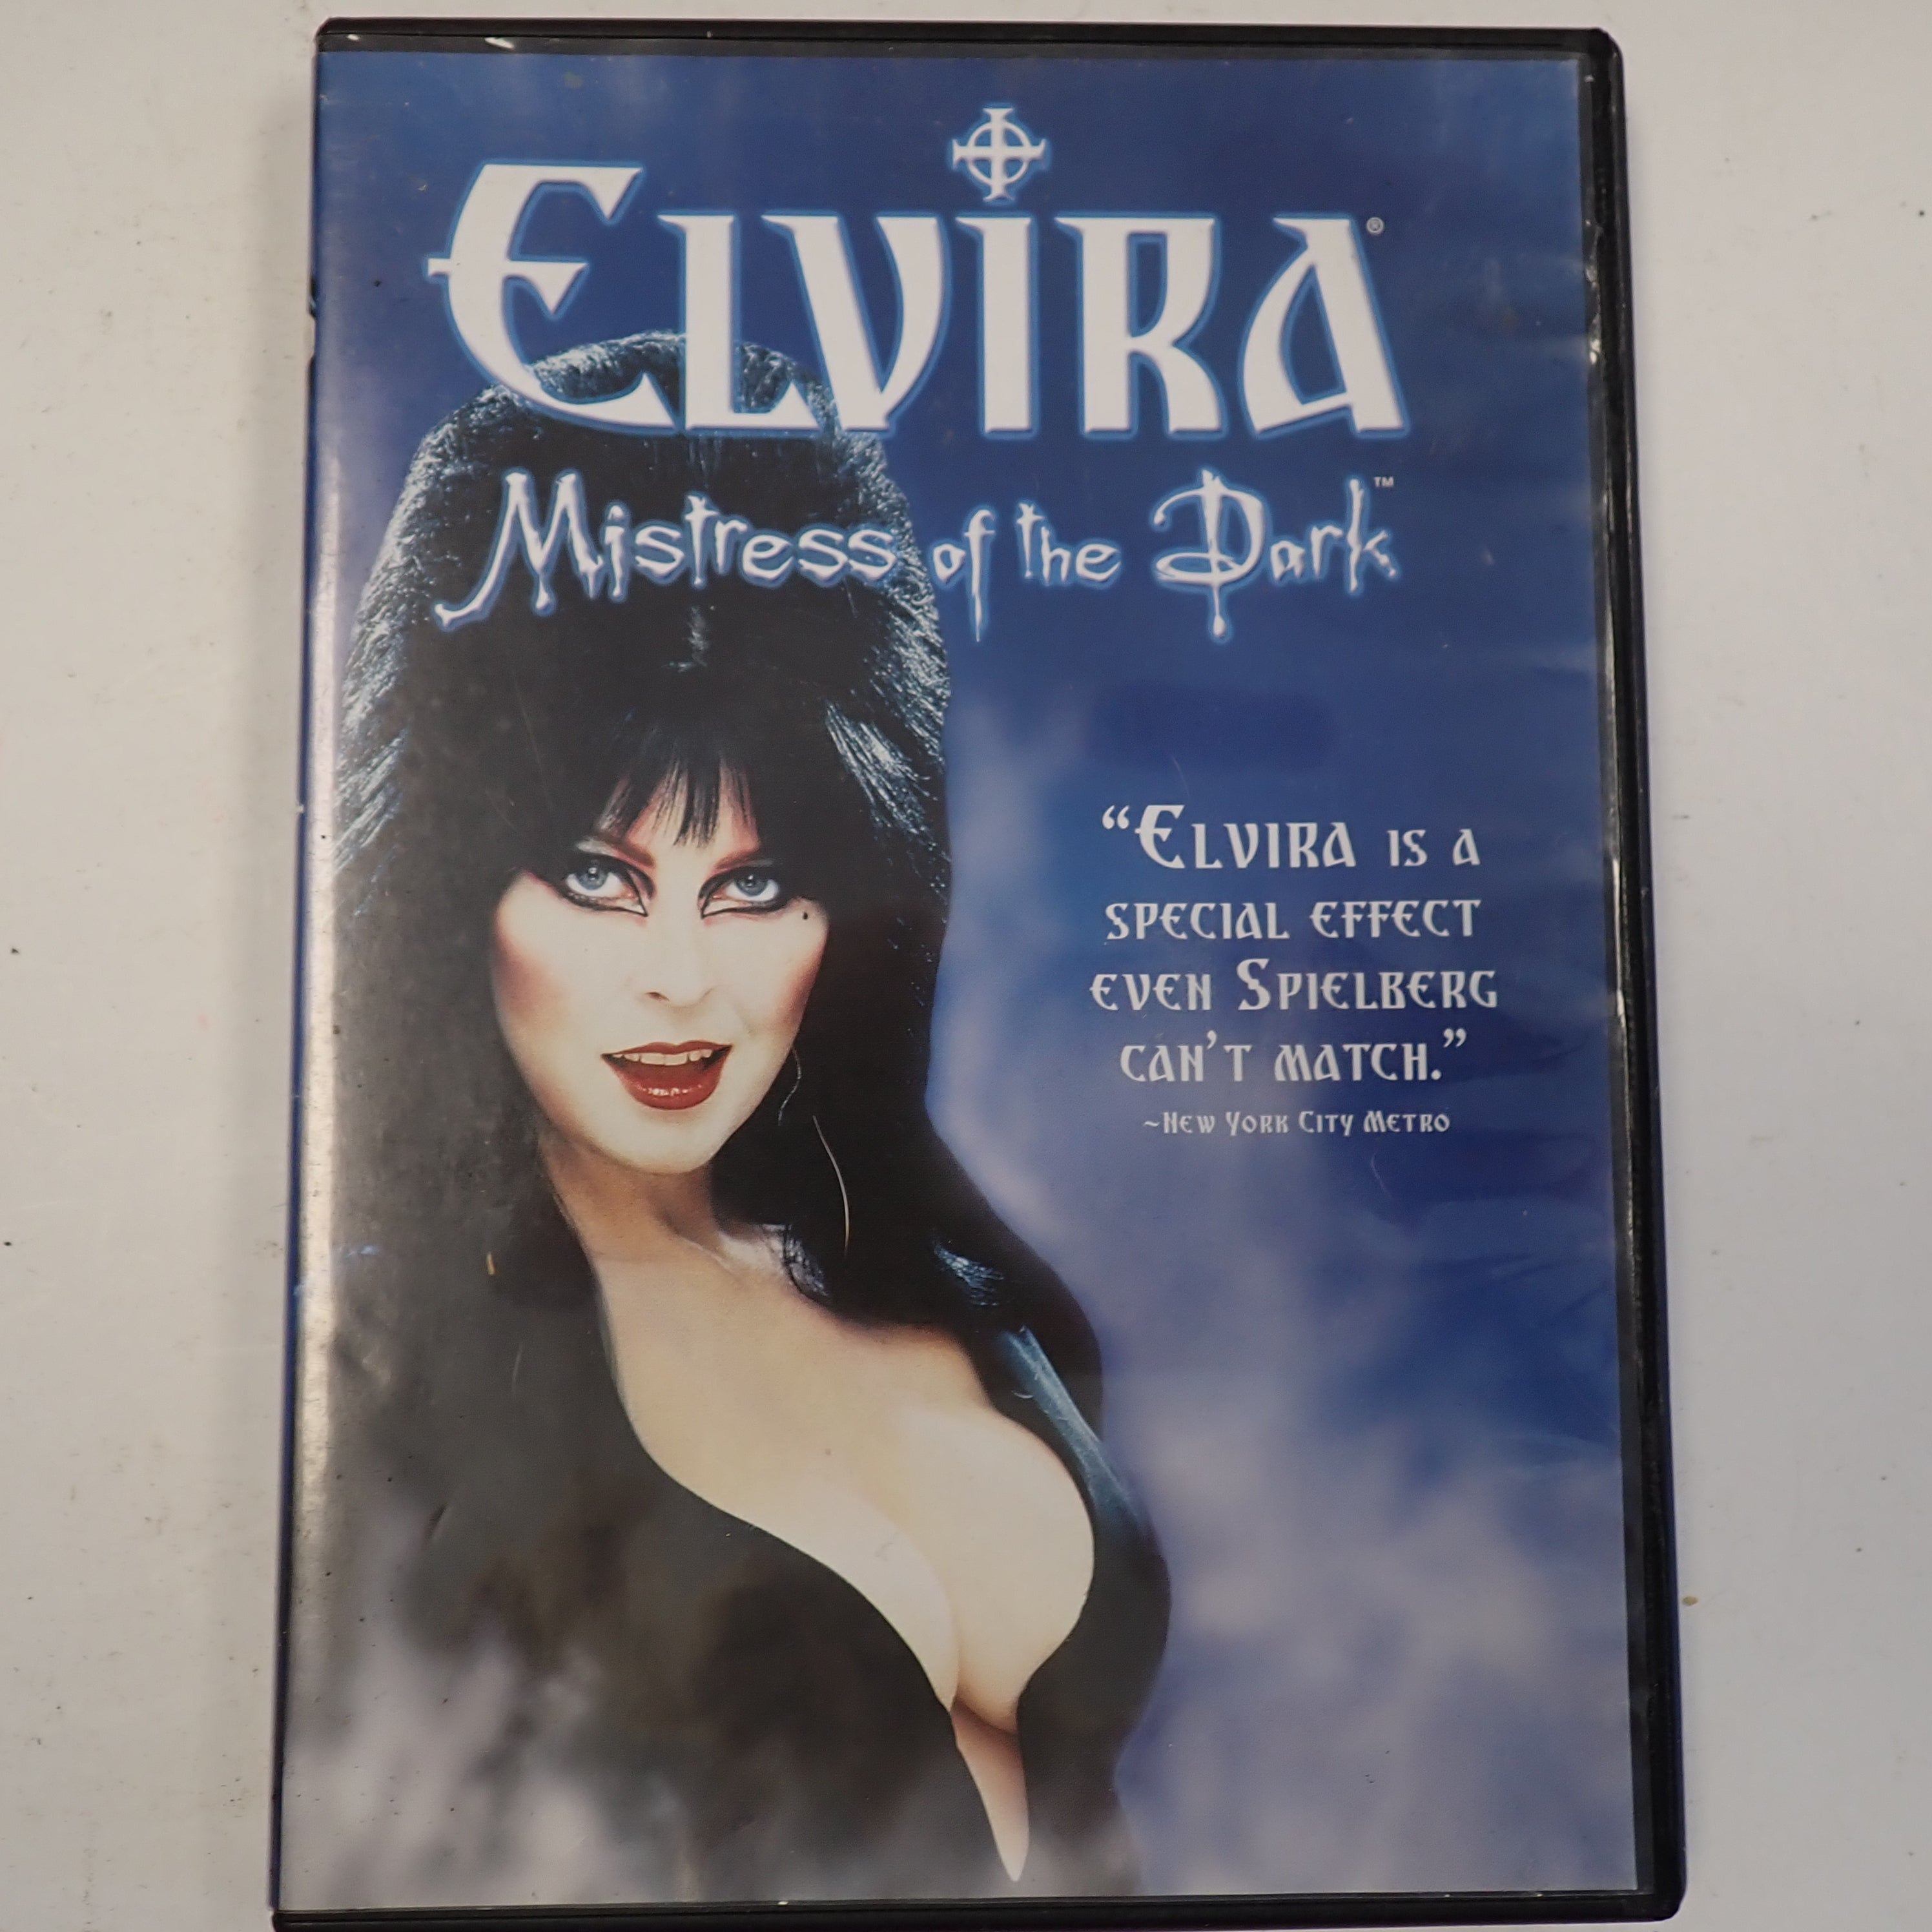 ELVIRA®
Mistress of the Dark™
“ELVIRA IS A
SPECIAL EFFECT
EVEN SPIELBERG
CAN'T MATCH.”
~NEW YORK CITY METRO